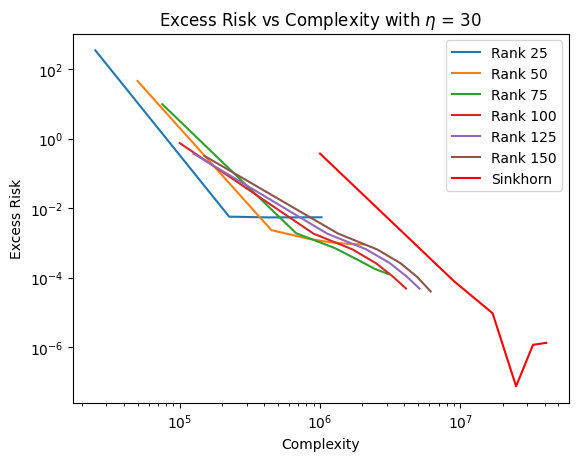 Excess Risk vs Complexity with η = 30
Excess Risk
10²
10⁰
10⁻²
10⁻⁴
10⁻⁶
10⁵
10⁶
10⁷
Complexity
Rank 25
Rank 50
Rank 75
Rank 100
Rank 125
Rank 150
Sinkhorn